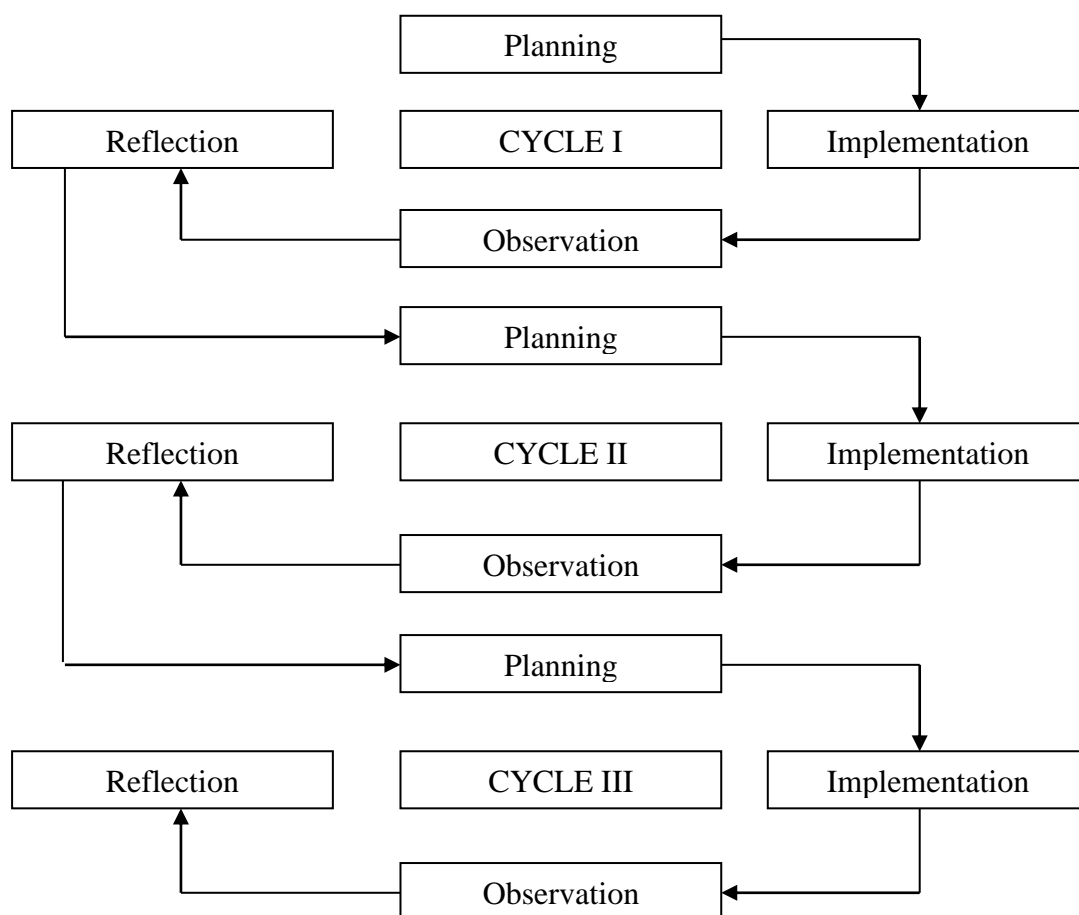 Planning
Reflection
CYCLE I
Implementation
Observation
Planning
Reflection
CYCLE II
Implementation
Observation
Planning
Reflection
CYCLE III
Implementation
Observation